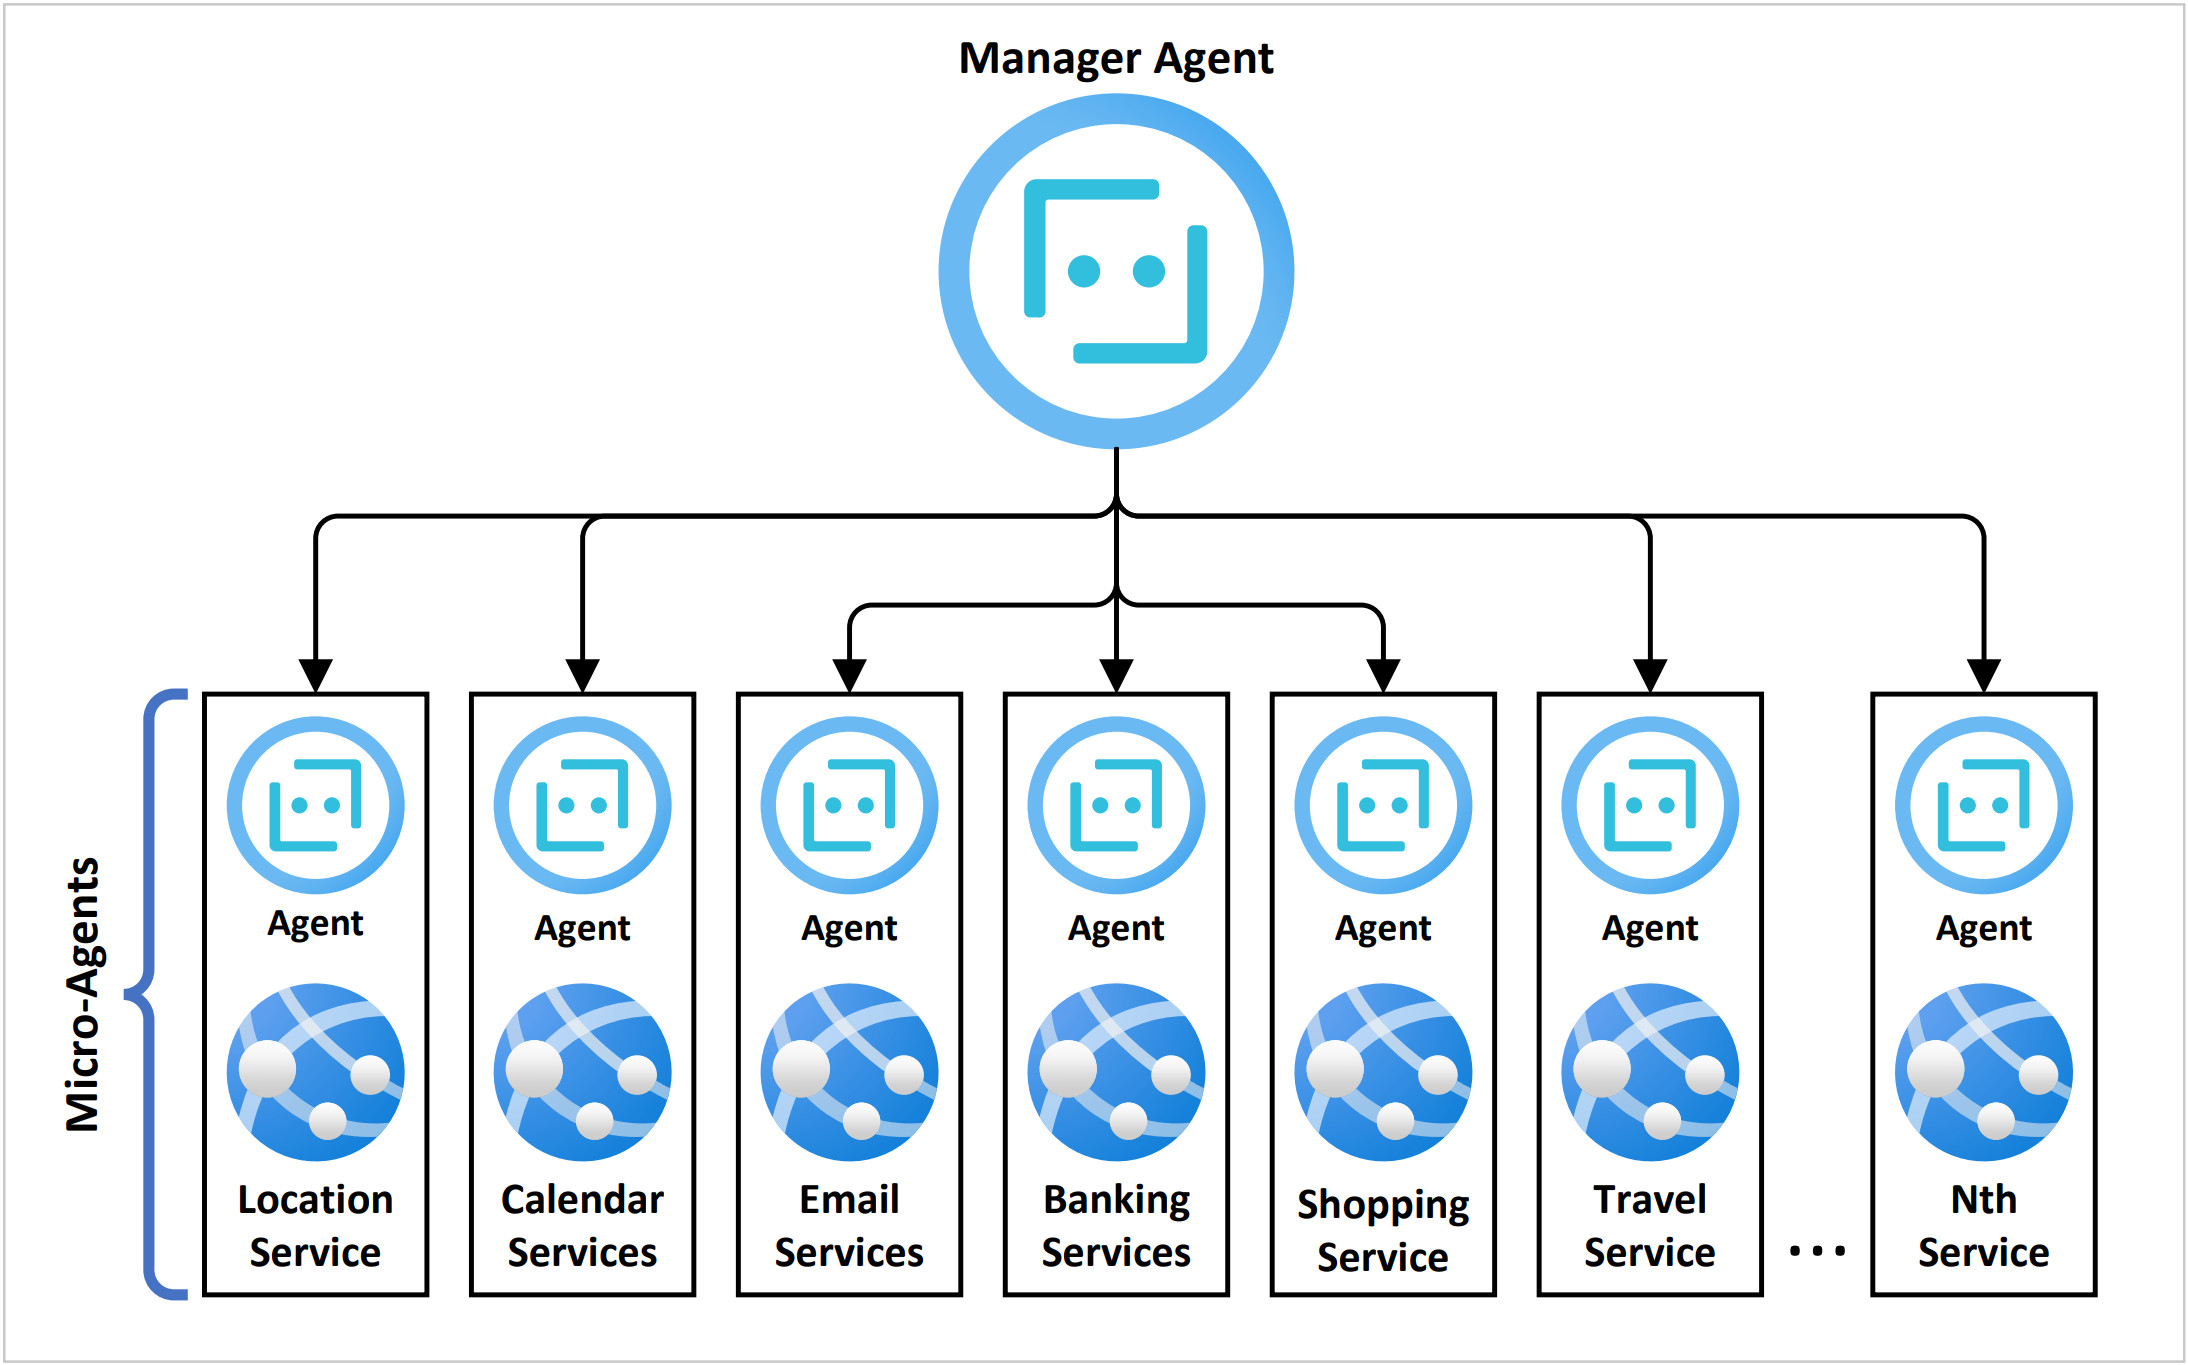 Manager Agent
Micro-Agents
Agent
Location
Service
Agent
Calendar
Services
Agent
Email
Services
Agent
Banking
Services
Agent
Shopping
Service
Agent
Travel
Service
...
Agent
Nth
Service